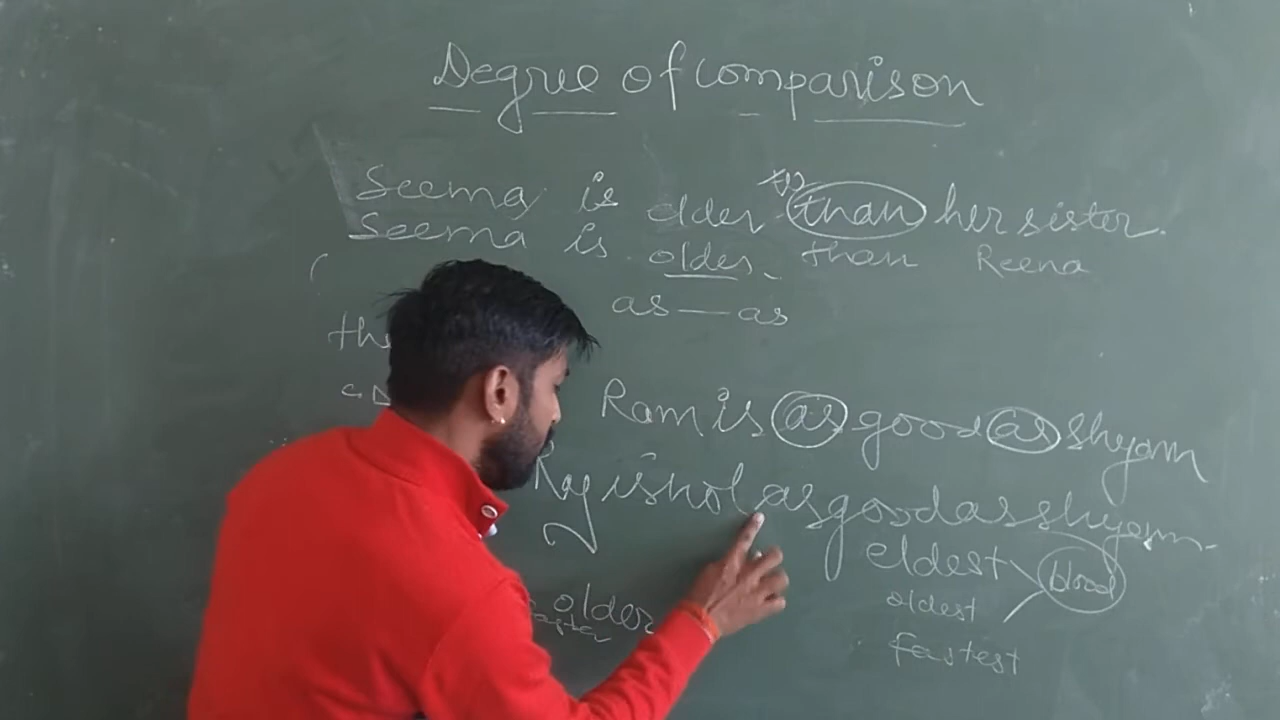 Degree of comparison
Seema is elder than her sister.
Seema is older than Reena
as — as
the
Ram is as good as shyam
Raj is not as good as shyam.
eldest blood
older oldest
fastest